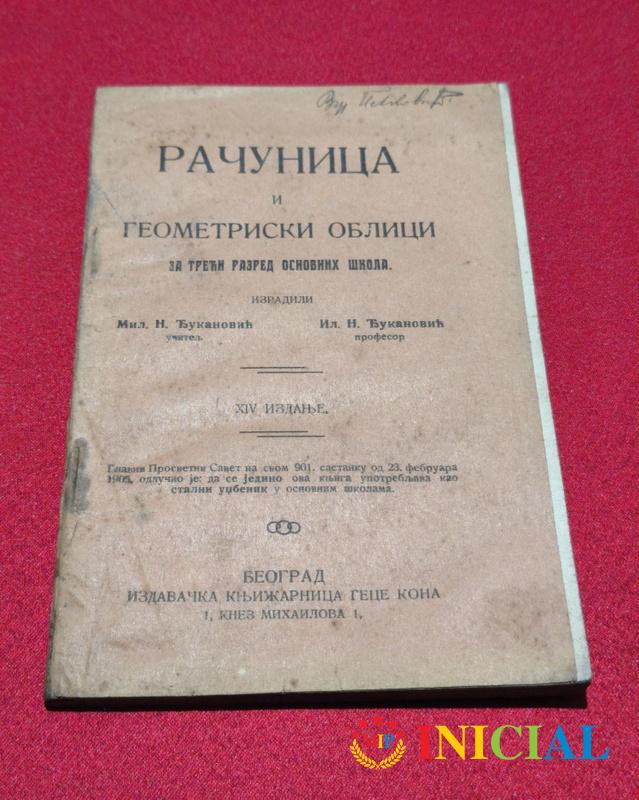 РАЧУНИЦА
И
ГЕОМЕТРИСКИ ОБЛИЦИ
ЗА ТРЕЋИ РАЗРЕД ОСНОВНИХ ШКОЛА.
ИЗРАДИЛИ
Мил. Н. Ђукановић Ил. Н. Ђукановић
учитељ професор
XIV ИЗДАЊЕ.
Главни Просветни Савет на свом 901. састанку од 23. фебруара
1905. одлучио је: да се једино ова књига употребљава као
стални уџбеник у основним школама.
БЕОГРАД
ИЗДАВАЧКА КЊИЖАРНИЦА ГЕЦЕ КОНА
1, КНЕЗ МИХАИЛОВА 1,
IP INICIAL